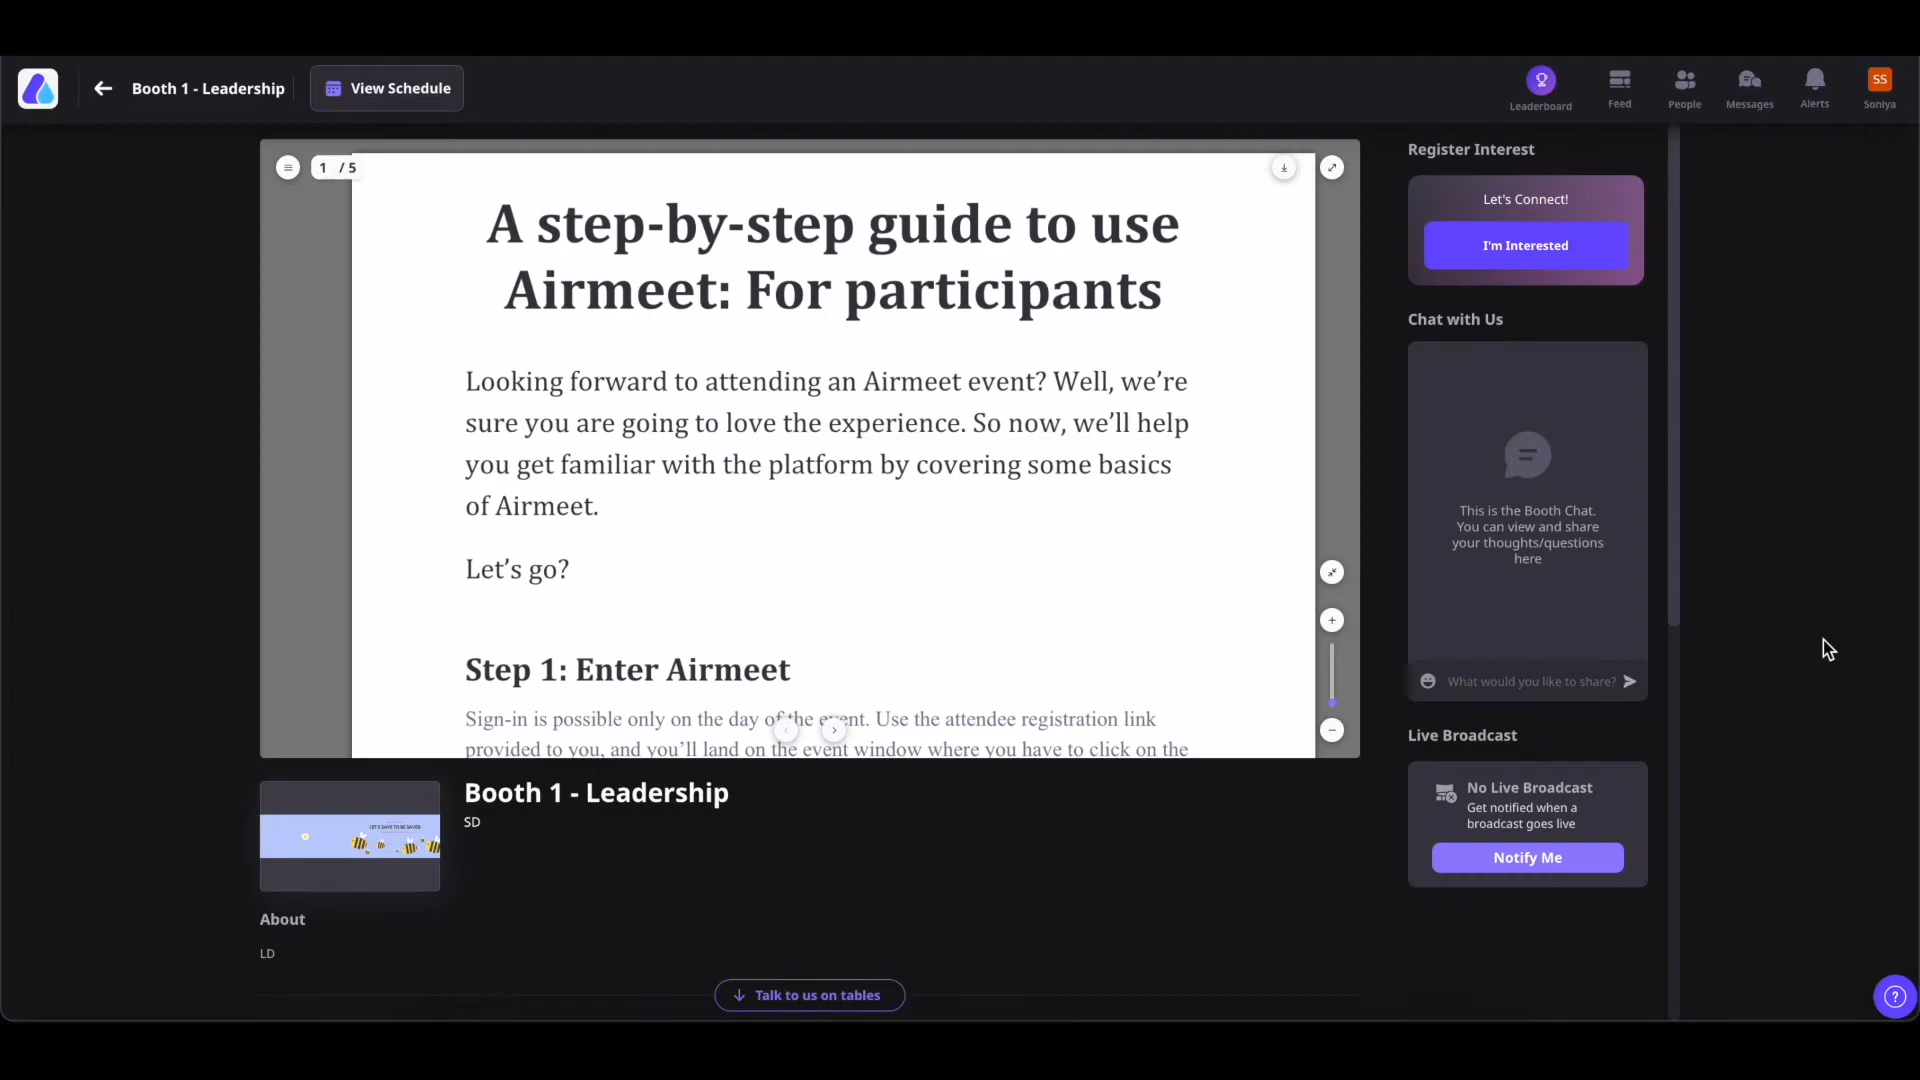 Booth 1 - Leadership
View Schedule
Leaderboard
Feed
People
Messages
Alerts
SS
Soniya
1 / 5
A step-by-step guide to use
Airmeet: For participants
Looking forward to attending an Airmeet event? Well, we’re
sure you are going to love the experience. So now, we’ll help
you get familiar with the platform by covering some basics
of Airmeet.
Let’s go?
Step 1: Enter Airmeet
Sign-in is possible only on the day of the event. Use the attendee registration link
provided to you, and you’ll land on the event window where you have to click on the
Register Interest
Let's Connect!
I'm Interested
Chat with Us
This is the Booth Chat.
You can view and share
your thoughts/questions
here
What would you like to share?
Live Broadcast
No Live Broadcast
Get notified when a
broadcast goes live
Notify Me
LET'S SAVE TO BE SAVED
Booth 1 - Leadership
SD
About
LD
Talk to us on tables
?